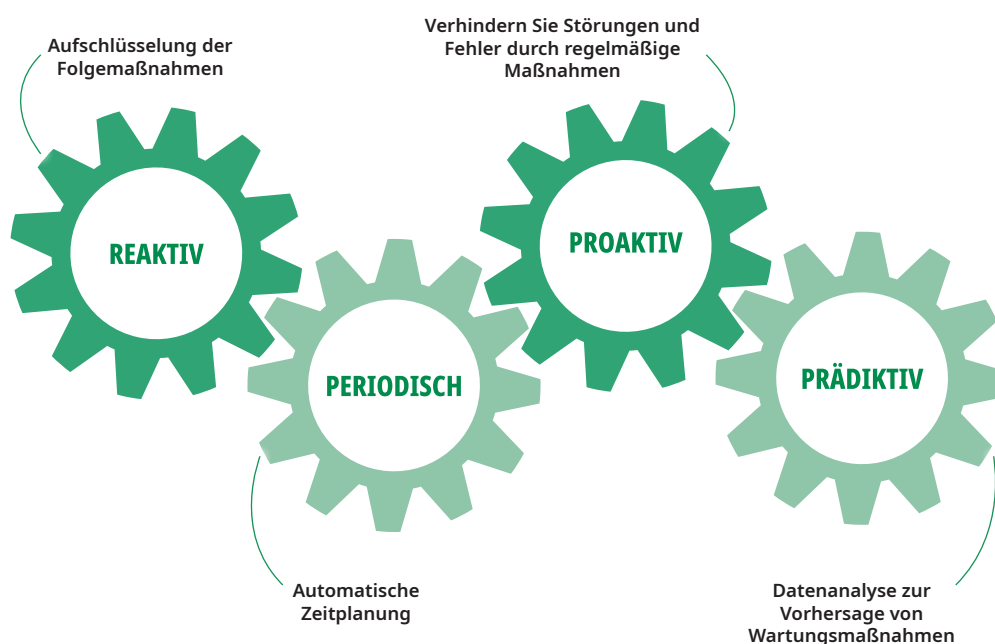 Aufschlüsselung der
Folgemaßnahmen
Verhindern Sie Störungen und
Fehler durch regelmäßige
Maßnahmen
REAKTIV
PROAKTIV
PERIODISCH
PRÄDIKTIV
Automatische
Zeitplanung
Datenanalyse zur
Vorhersage von
Wartungsmaßnahmen